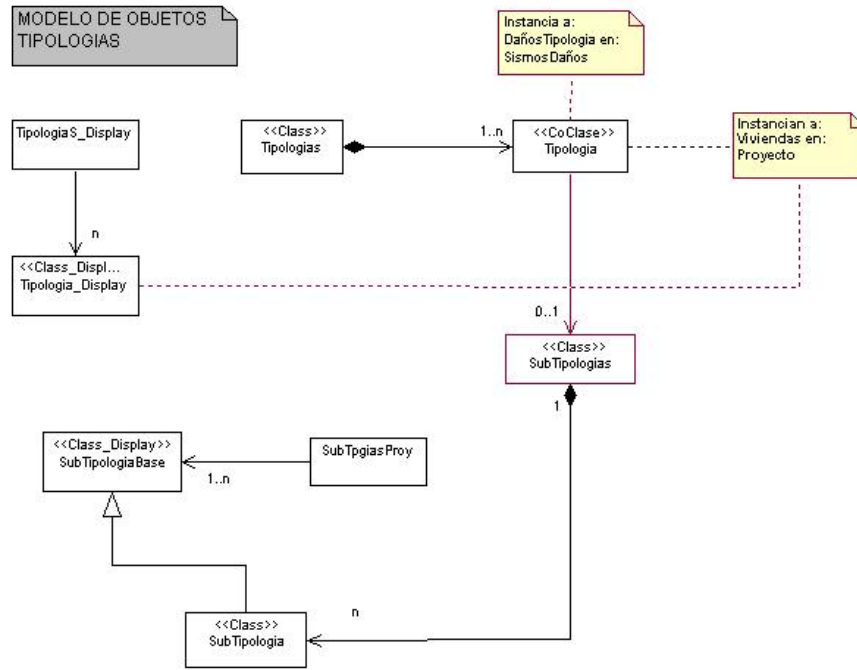 MODELO DE OBJETOS
TIPOLOGIAS
Instancia a:
DañosTipologia en:
SismosDaños
TipologiaS_Display
<<Class>>
Tipologias
1..n
<<CoClase>>
Tipología
Instancian a:
Viviendas en:
Proyecto
n
<<Class_Displ...
Tipologia_Display
0..1
<<Class>>
SubTipologias
1
<<Class_Display>>
SubTipologiaBase
SubTpgiasProy
1..n
n
<<Class>>
SubTipologia